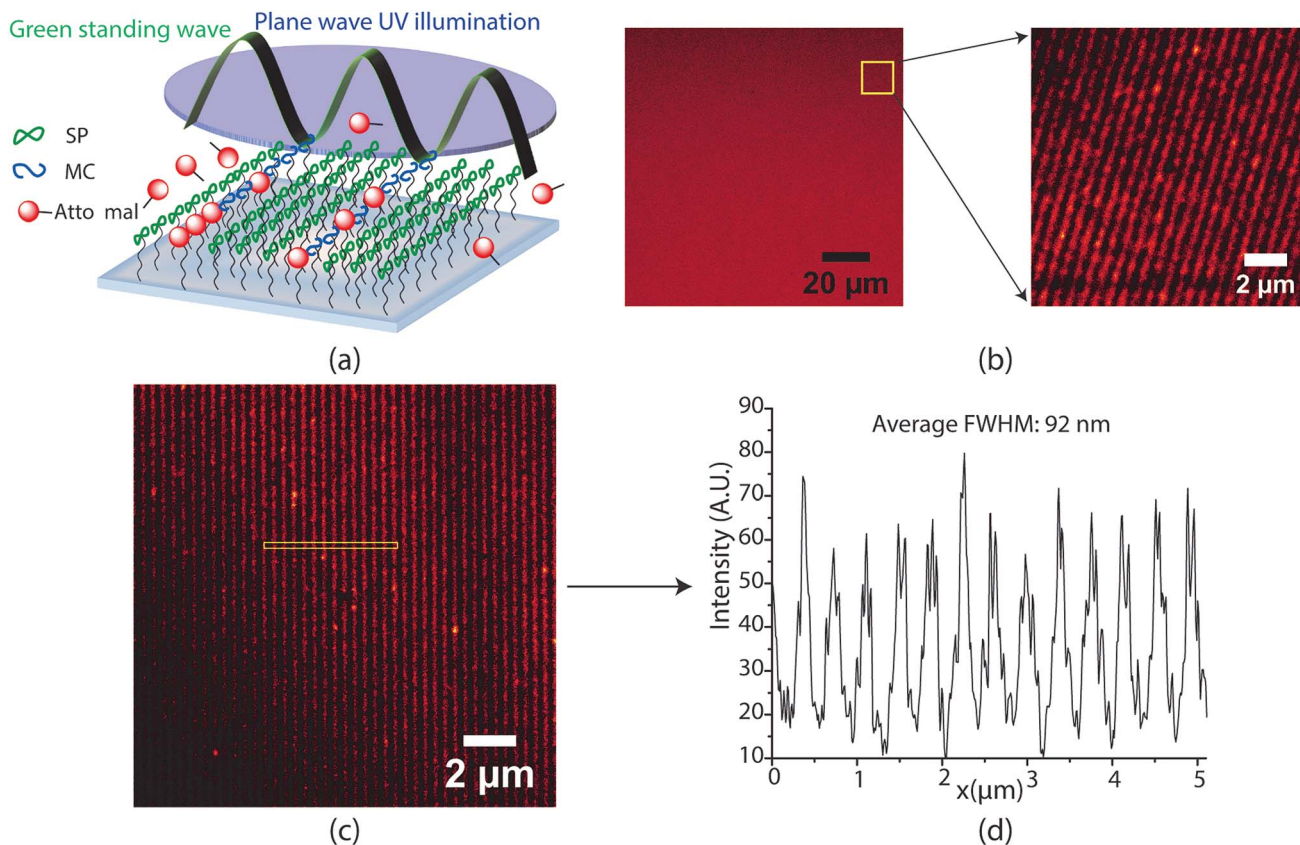 Green standing wave
Plane wave UV illumination
SP
MC
Atto mal
(a)
20 µm
2 µm
(b)
2 µm
(c)
Average FWHM: 92 nm
Intensity (A.U.)
90
80
70
60
50
40
30
20
10
0 1 2 3 4 5
x(µm)
(d)